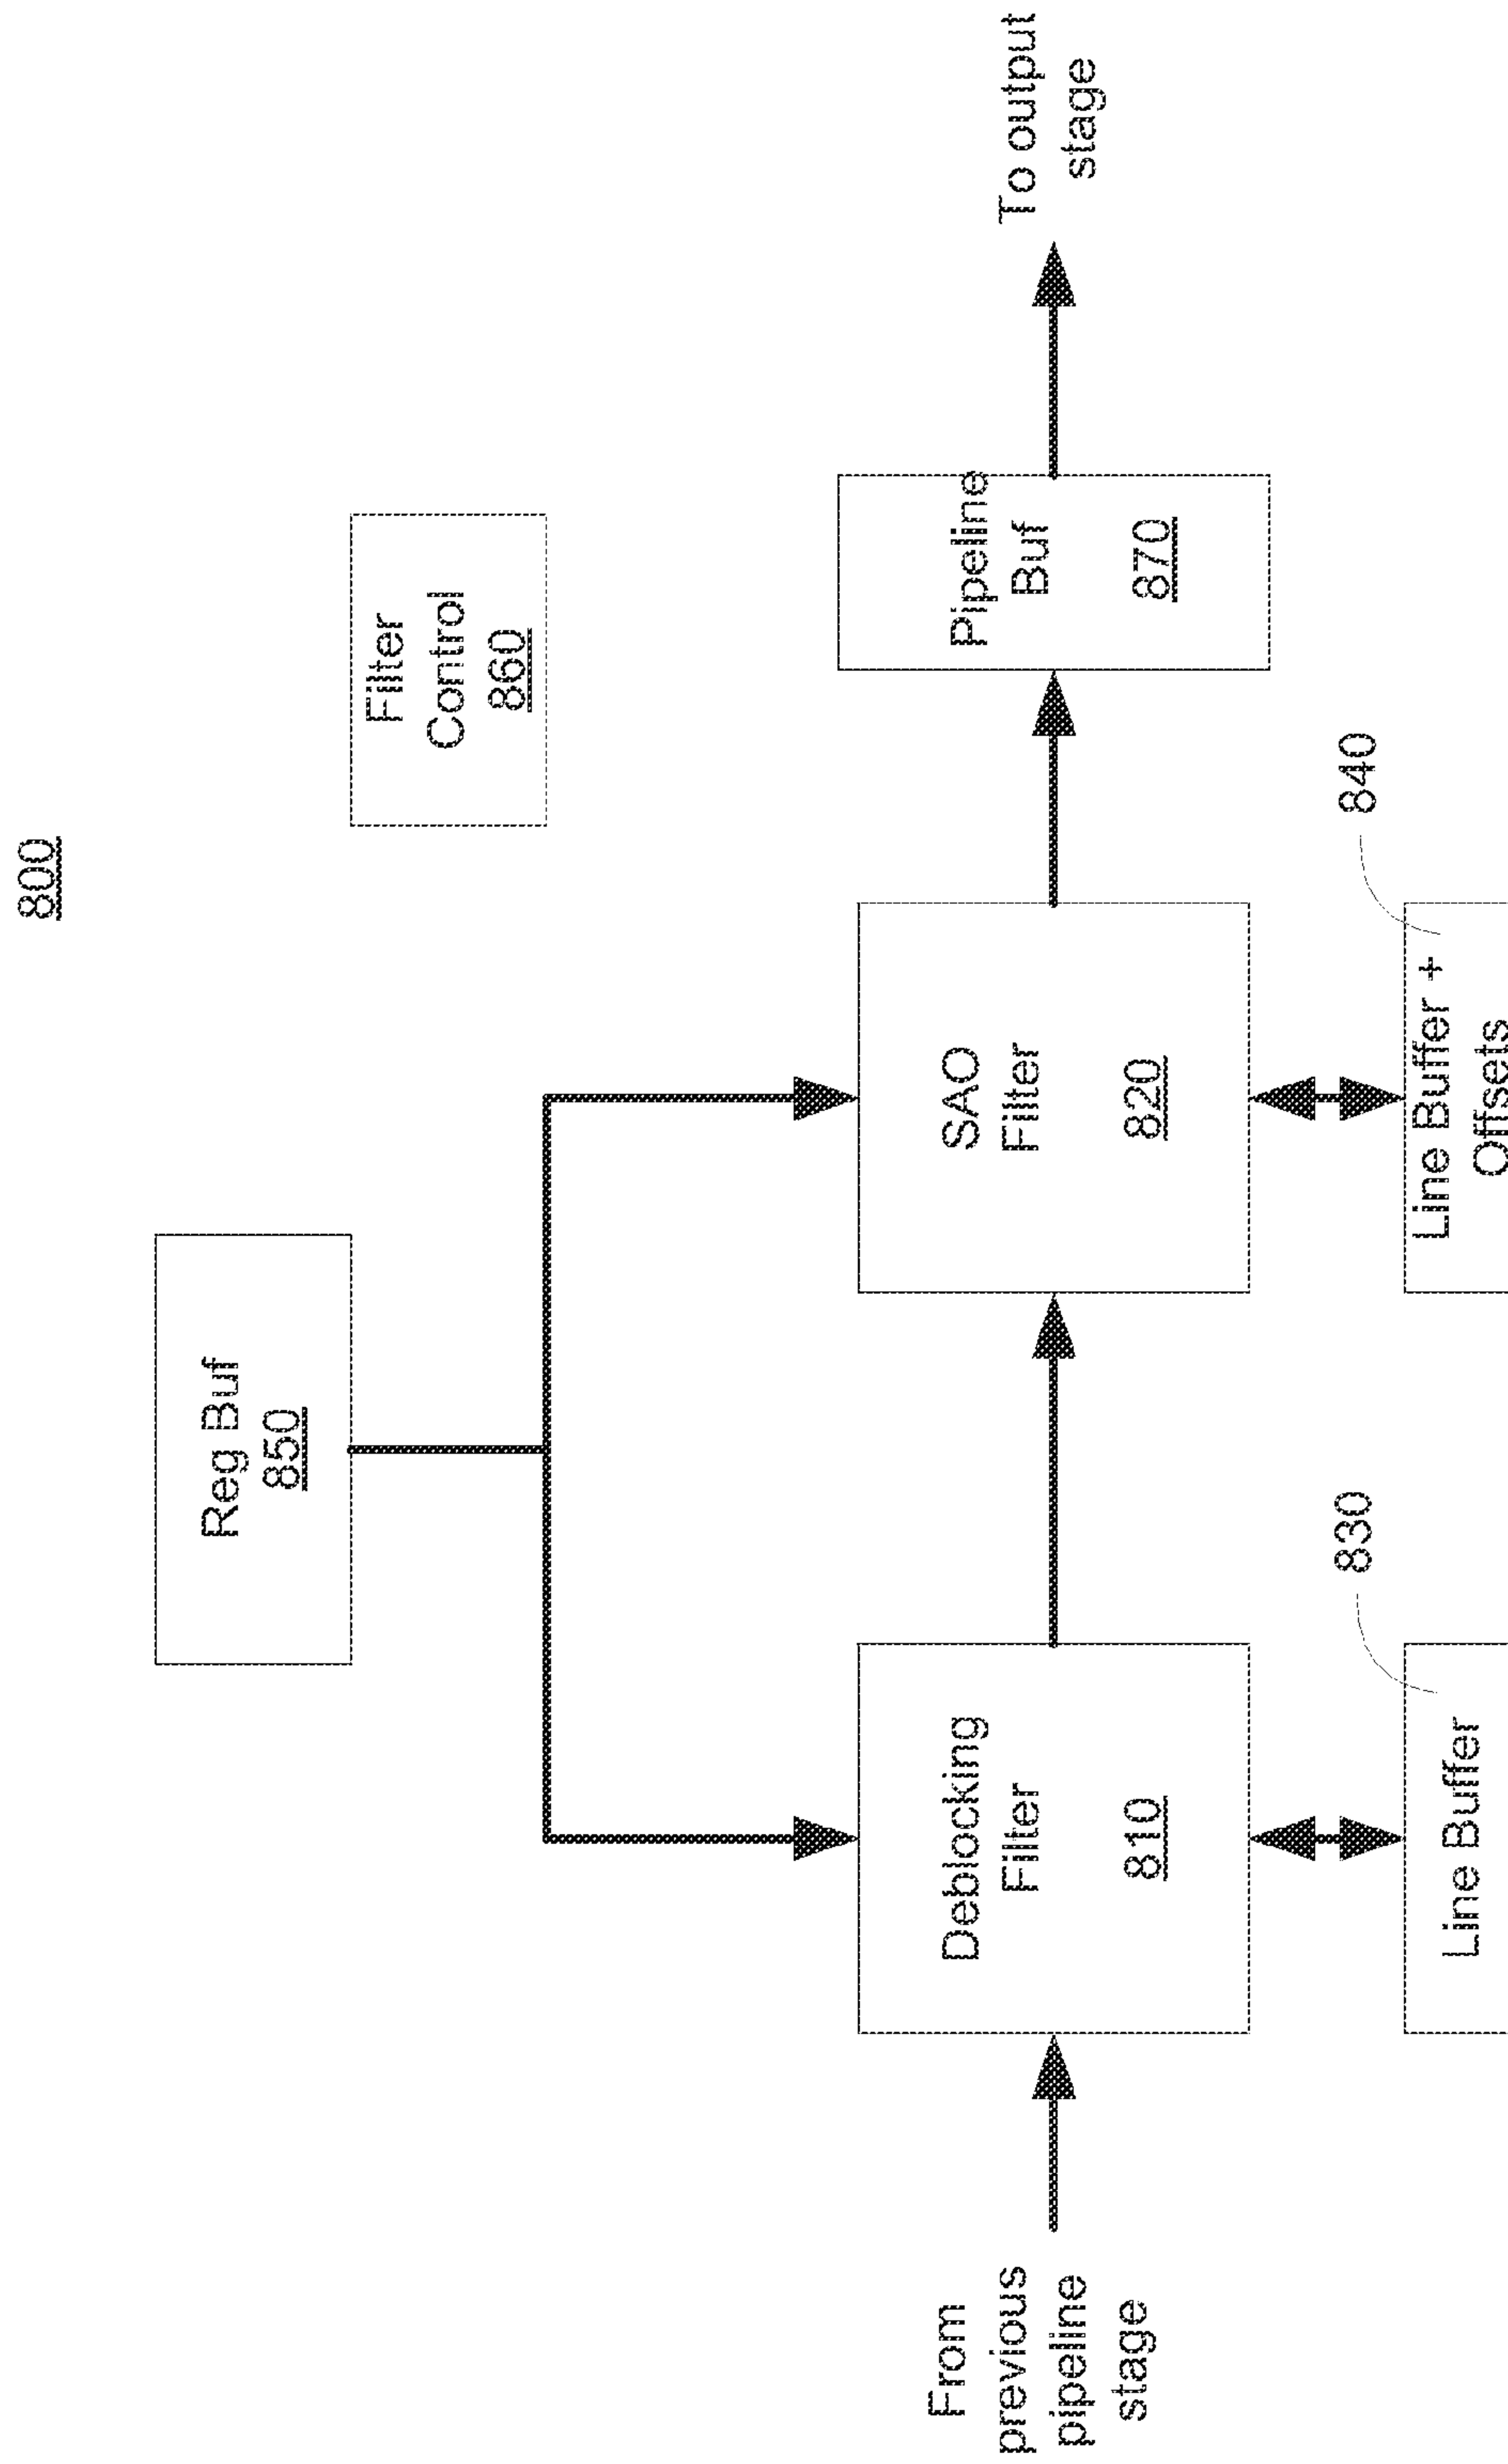 800
Reg Buf
850
Filter
Control
860
From
previous
pipeline
stage
Deblocking
Filter
810
SAO
Filter
820
Pipeline
Buf
870
To output
stage
830
Line Buffer
840
Line Buffer +
Offsets